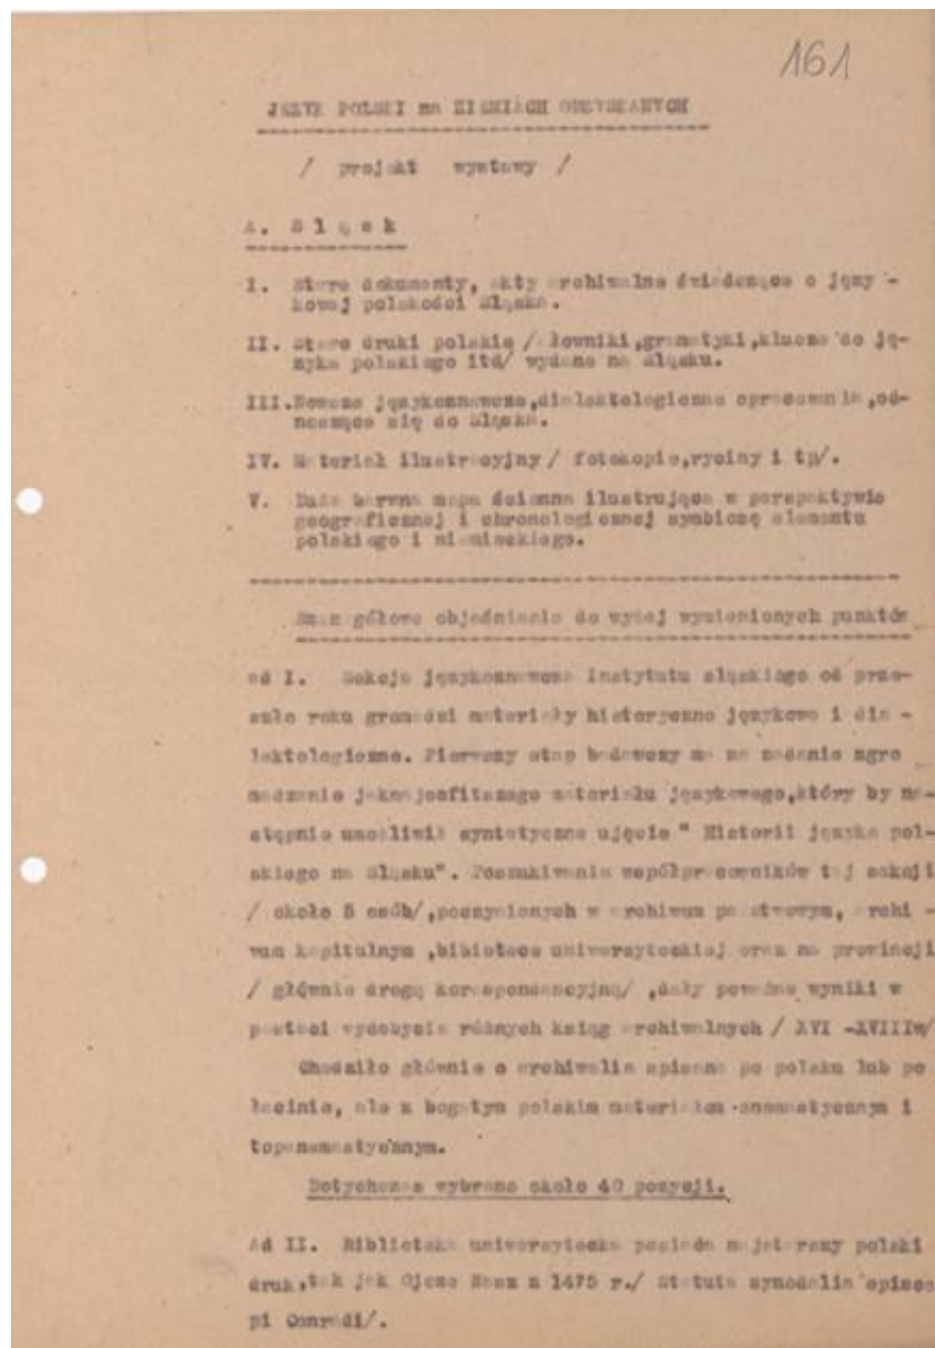 161
JĘZYK POLSKI na ZIEMIACH ODZYSKANYCH
/ projekt wystawy /
A. Ś l ą s k
I. Stare dokumenty, akty archiwalne świadczące o języ -
kowej polskości Śląska.
II. Stare druki polskie / słowniki,gramatyki,klucze do ję-
zyka polskiego itd/ wydane na Śląsku.
III.Nowsze językoznawcze,dialektologiczne opracowania,od-
noszące się do Śląska.
IV. Materiał ilustracyjny / fotokopie,ryciny i tp/.
V. Duża barwna mapa ścienna ilustrująca w perspektywie
geograficznej i chronologicznej symbiozę elementu
polskiego i niemieckiego.
Szczegółowe objaśnienie do wyżej wymienionych punktów
ad I. Sekcja językoznawcza Instytutu śląskiego od prze-
szło roku gromadzi materiały historyczno językowe i dia -
lektologiczne. Pierwszy etap badawczy ma na zadanie zgro
madzenie jaknajobfitszego materiału językowego,który by na-
stępnie umożliwił syntetyczne ujęcie " Historii języka pol-
skiego na Śląsku". Poszukiwania współpracowników tej sekcji
/ około 5 osób/,poczynionych w archiwum państwowym, archi -
wum kapitulnym ,bibiotece uniwersyteckiej oraz na prowincji
/ głównie drogą korespondencyjną/ ,dały poważne wyniki w
postaci wydobycia różnych ksiąg archiwalnych / XVI -XVIIIw/
Chodziło głównie o archiwalia spisane po polsku lub po
łacinie, ale z bogatym polskim materiałem onomastycznym i
toponomastycznym.
Dotychczas wybrano około 40 pozycji.
Ad II. Biblioteka uniwersytecka posiada najstarszy polski
druk,tak jak Ojcze Nasz z 1475 r./ Statuta synodalia episco
pi Conradi/.